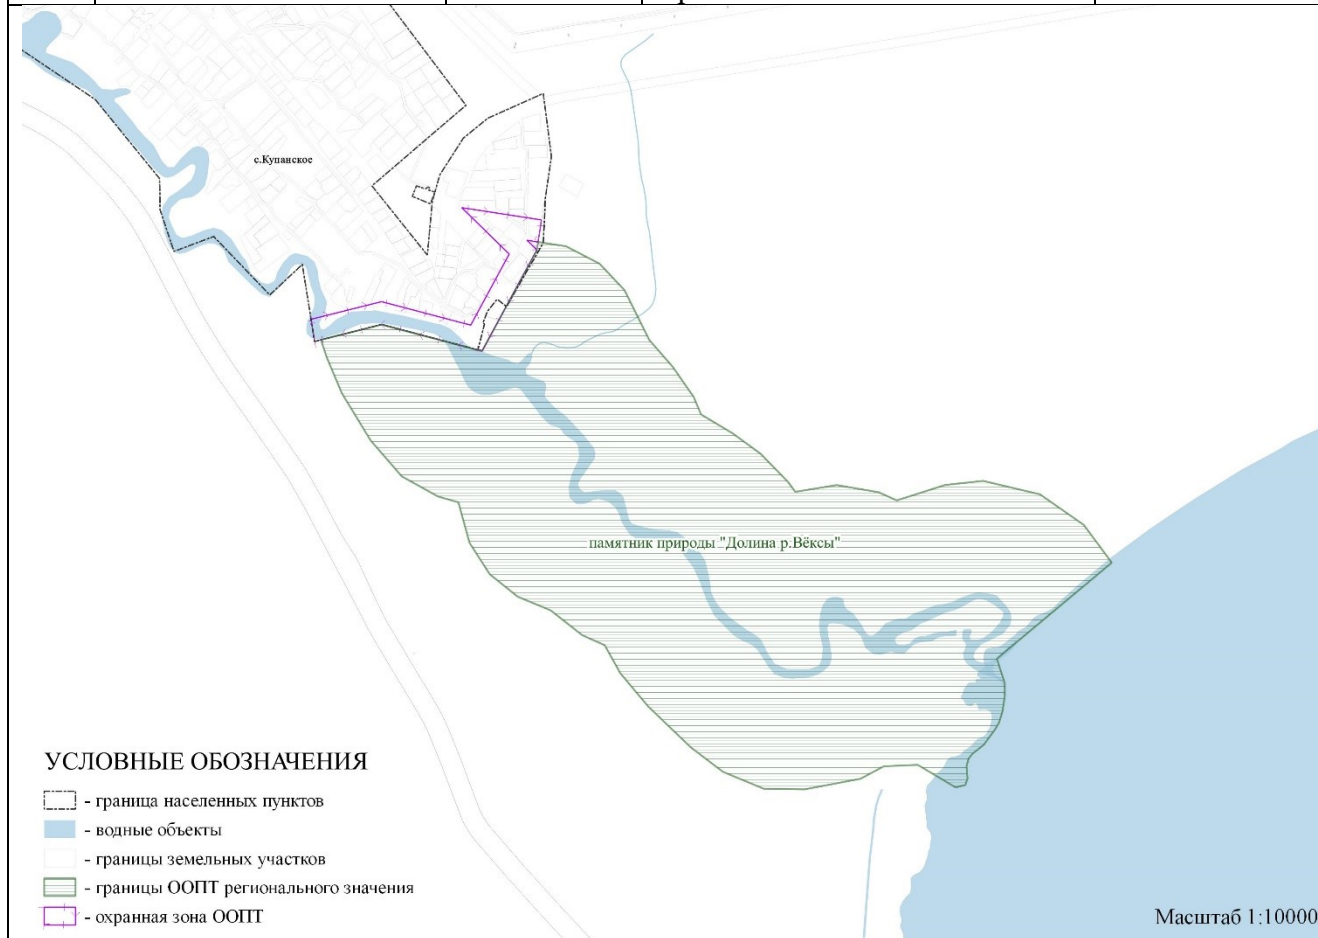 с.Купанское
памятник природы "Долина р.Вёксы"
УСЛОВНЫЕ ОБОЗНАЧЕНИЯ
- граница населенных пунктов
- водные объекты
- границы земельных участков
- границы ООПТ регионального значения
- охранная зона ООПТ
Масштаб 1:10000